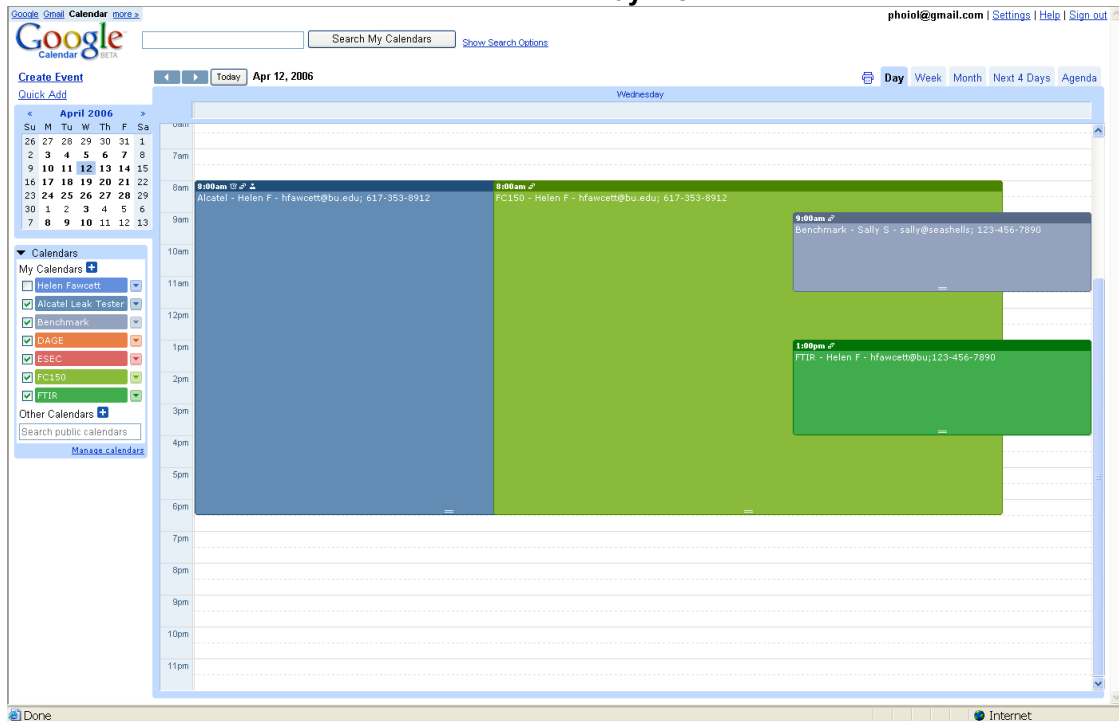 Google Gmail Calendar more »
phoiol@gmail.com | Settings | Help | Sign out
Google
Calendar BETA
Search My Calendars
Show Search Options
Create Event
Quick Add
Today
Apr 12, 2006
Day Week Month Next 4 Days Agenda
Wednesday
« April 2006 »
Su M Tu W Th F Sa
26 27 28 29 30 31 1
2 3 4 5 6 7 8
9 10 11 12 13 14 15
16 17 18 19 20 21 22
23 24 25 26 27 28 29
30 1 2 3 4 5 6
7 8 9 10 11 12 13
Calendars
My Calendars
Helen Fawcett
Alcatel Leak Tester
Benchmark
DAGE
ESEC
FC150
FTIR
Other Calendars
Search public calendars
Manage calendars
7am
8am
9am
10am
11am
12pm
1pm
2pm
3pm
4pm
5pm
6pm
7pm
8pm
9pm
10pm
11pm
8:00am
Alcatel - Helen F - hfawcett@bu.edu; 617-353-8912
8:00am
FC150 - Helen F - hfawcett@bu.edu; 617-353-8912
9:00am
Benchmark - Sally S - sally@seashells; 123-456-7890
1:00pm
FTIR - Helen F - hfawcett@bu;123-456-7890
Done
Internet